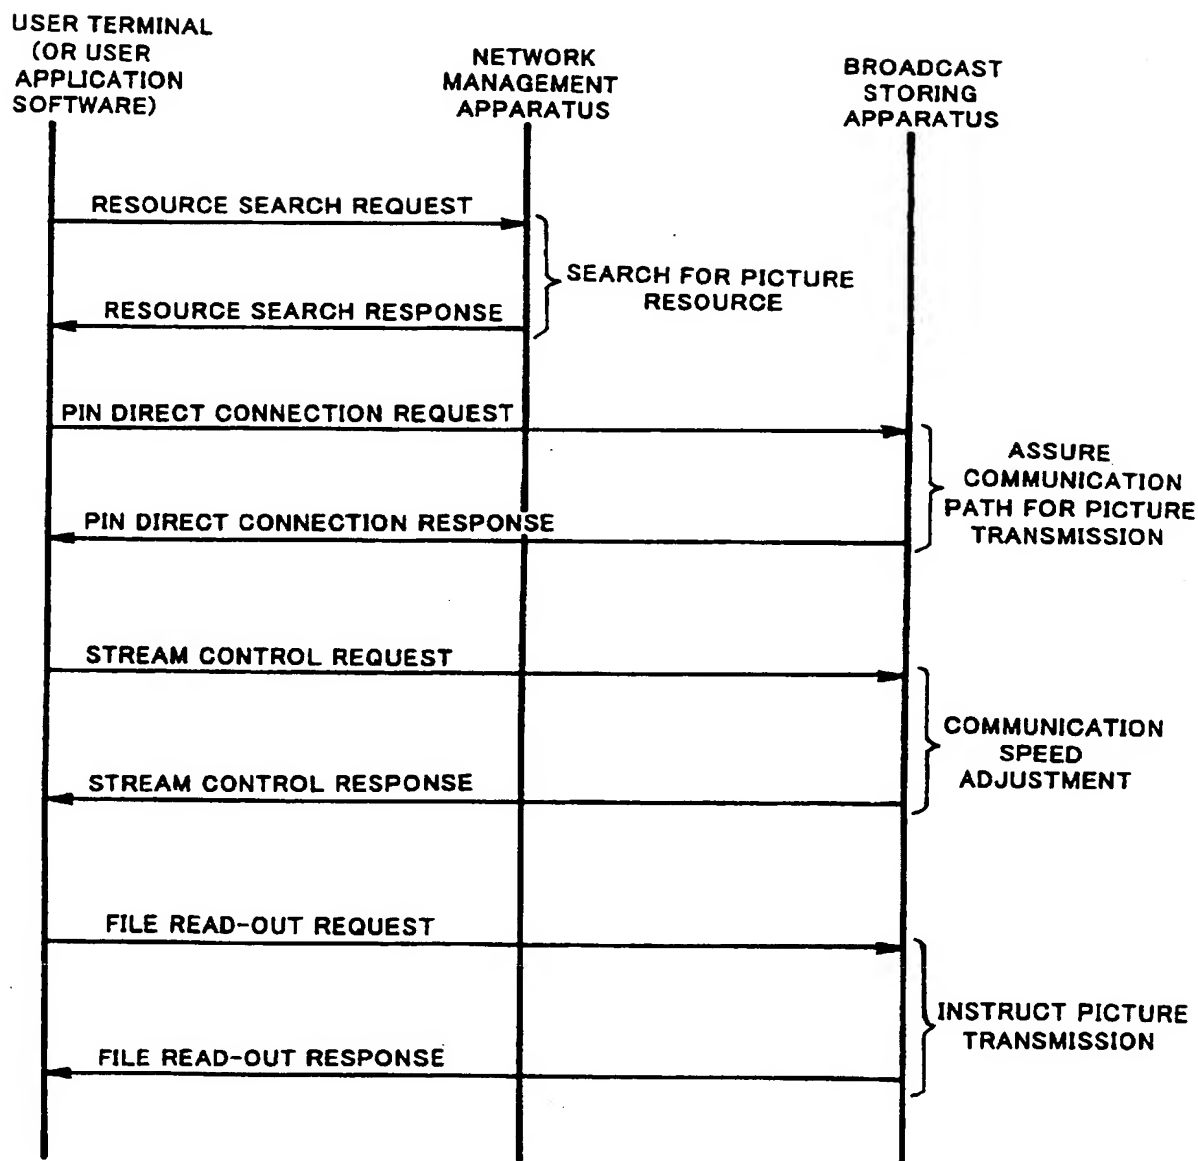 USER TERMINAL
(OR USER
APPLICATION
SOFTWARE)
NETWORK
MANAGEMENT
APPARATUS
BROADCAST
STORING
APPARATUS
RESOURCE SEARCH REQUEST
SEARCH FOR PICTURE
RESOURCE
RESOURCE SEARCH RESPONSE
PIN DIRECT CONNECTION REQUEST
ASSURE
COMMUNICATION
PATH FOR PICTURE
TRANSMISSION
PIN DIRECT CONNECTION RESPONSE
STREAM CONTROL REQUEST
COMMUNICATION
SPEED
ADJUSTMENT
STREAM CONTROL RESPONSE
FILE READ-OUT REQUEST
INSTRUCT PICTURE
TRANSMISSION
FILE READ-OUT RESPONSE